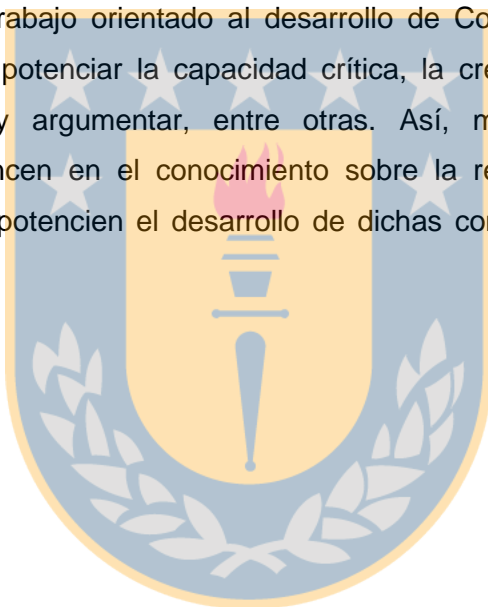 rabajo orientado al desarrollo de Co
potenciar la capacidad crítica, la cre
y argumentar, entre otras. Así, m
ncen en el conocimiento sobre la re
potencien el desarrollo de dichas con